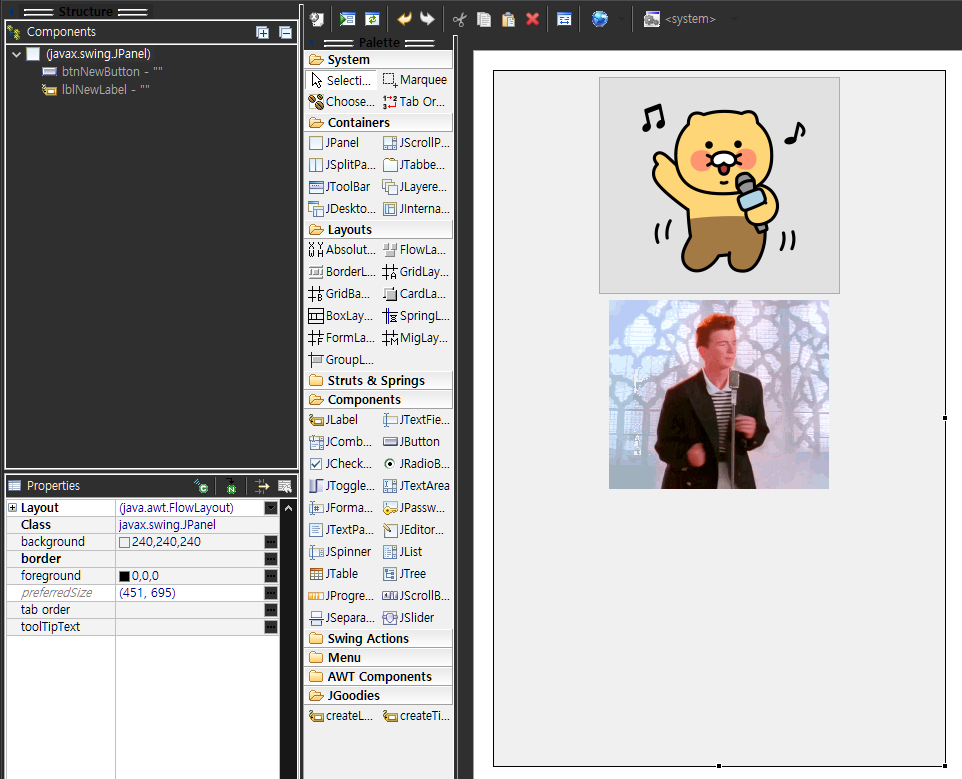 Structure
Components
(javax.swing.JPanel)
btnNewButton - ""
lblNewLabel - ""
Properties
Layout (java.awt.FlowLayout)
Class javax.swing.JPanel
background 240,240,240
border
foreground 0,0,0
preferredSize (451, 695)
tab order
toolTipText
Palette
System
Selecti... Marquee
Choose... Tab Or...
Containers
JPanel JScrollP...
JSplitPa... JTabbe...
JToolBar JLayere...
JDeskto... JInterna...
Layouts
Absolut... FlowLa...
BorderL... GridLay...
GridBa... CardLa...
BoxLay... SpringL...
FormLa... MigLay...
GroupL...
Struts & Springs
Components
JLabel JTextFie...
JComb... JButton
JCheck... JRadioB...
JToggle... JTextArea
JForma... JPassw...
JTextPa... JEditor...
JSpinner JList
JTable JTree
JProgre... JScrollB...
JSepara... JSlider
Swing Actions
Menu
AWT Components
JGoodies
createL... createTi...
<system>